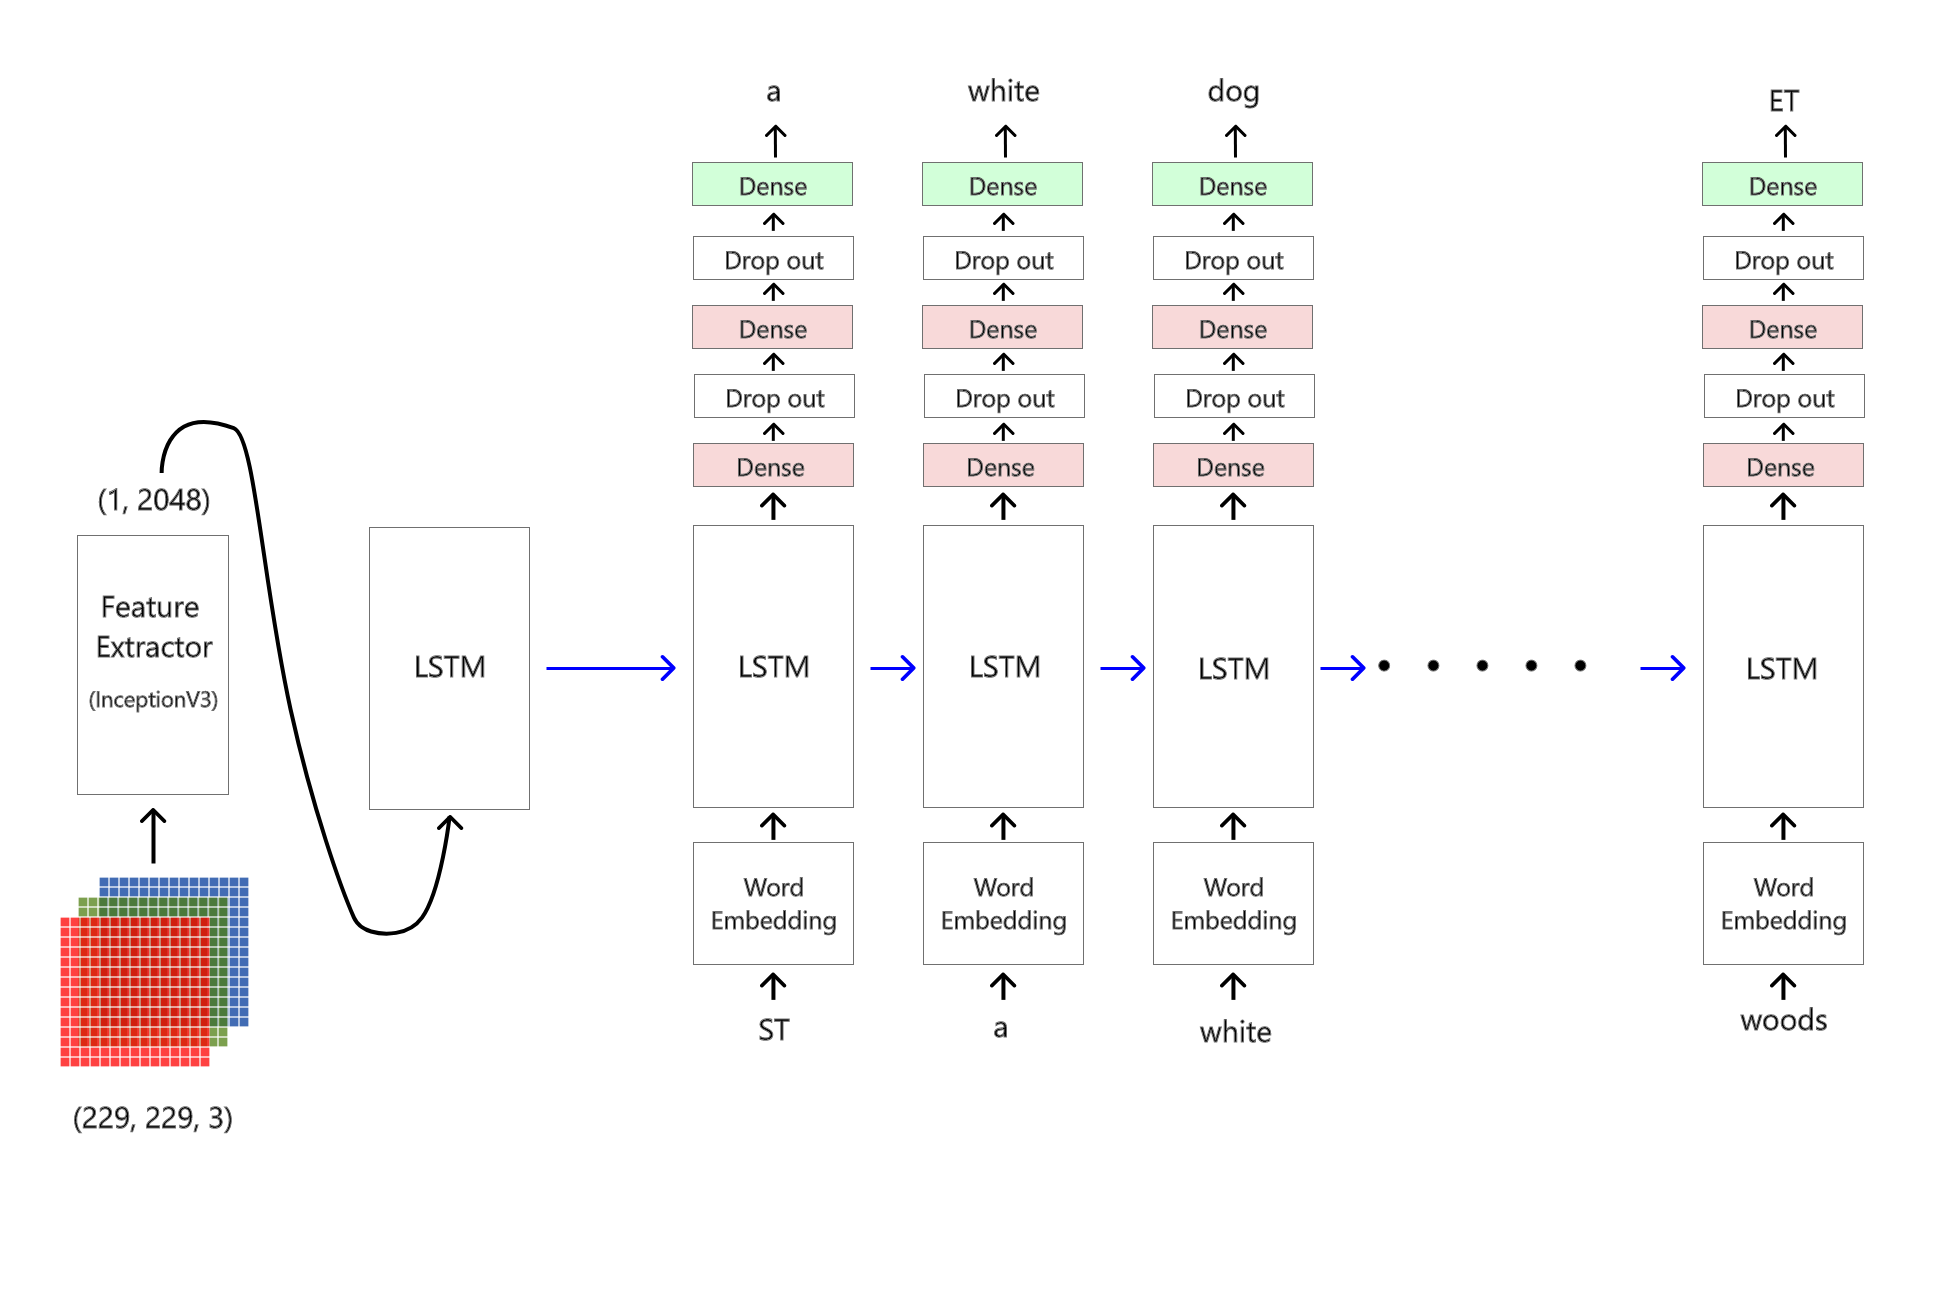 a
white
dog
ET
Dense
Dense
Dense
Dense
Drop out
Drop out
Drop out
Drop out
Dense
Dense
Dense
Dense
Drop out
Drop out
Drop out
Drop out
Dense
Dense
Dense
Dense
(1, 2048)
Feature
Extractor
(InceptionV3)
LSTM
LSTM
LSTM
LSTM
LSTM
Word
Embedding
Word
Embedding
Word
Embedding
Word
Embedding
ST
a
white
woods
(229, 229, 3)